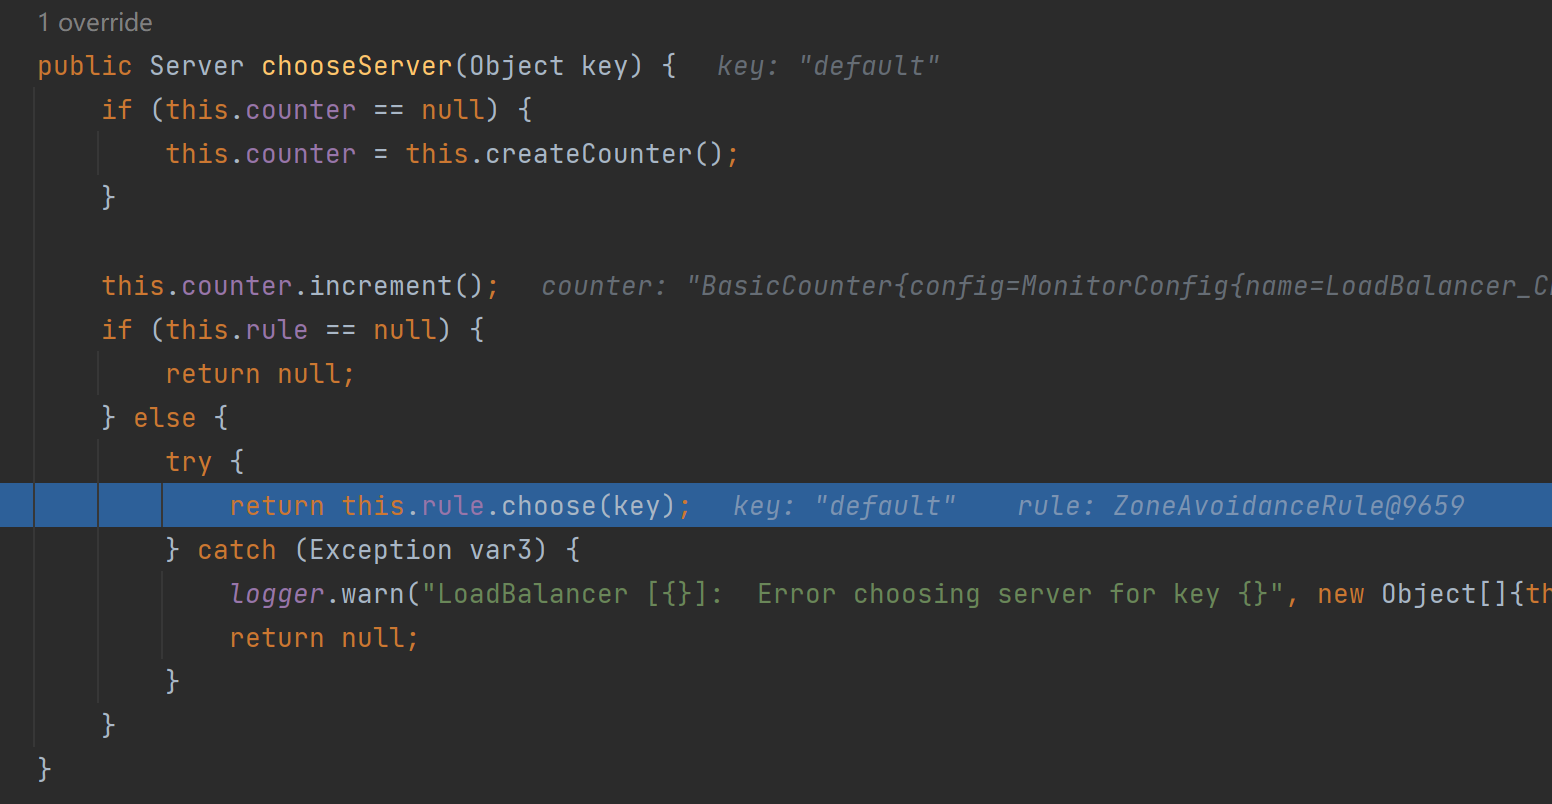 1 override
public Server chooseServer(Object key) {   key: "default"
    if (this.counter == null) {
        this.counter = this.createCounter();
    }

    this.counter.increment();   counter: "BasicCounter{config=MonitorConfig{name=LoadBalancer_C
    if (this.rule == null) {
        return null;
    } else {
        try {
            return this.rule.choose(key);   key: "default"    rule: ZoneAvoidanceRule@9659
        } catch (Exception var3) {
            logger.warn("LoadBalancer [{}]:  Error choosing server for key {}", new Object[]{th
            return null;
        }
    }
}